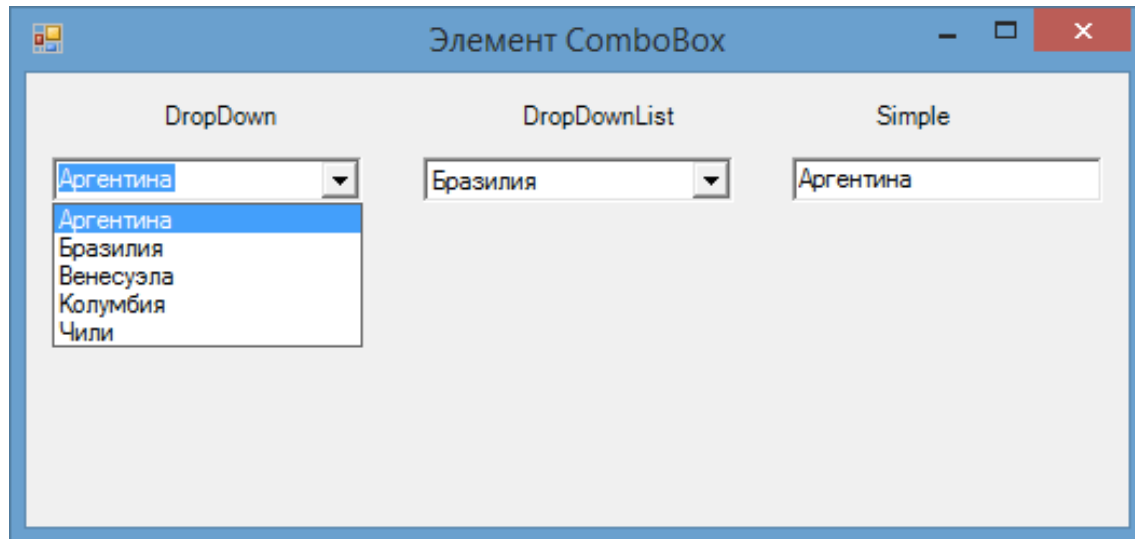 Элемент ComboBox
DropDown
DropDownList
Simple
Аргентина
Бразилия
Аргентина
Аргентина
Бразилия
Венесуэла
Колумбия
Чили